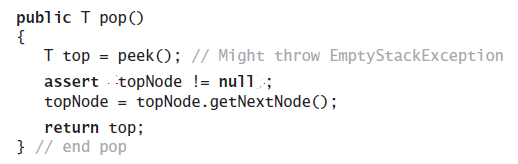 public T pop()
{
T top = peek(); // Might throw EmptyStackException
assert topNode != null;
topNode = topNode.getNextNode();
return top;
} // end pop